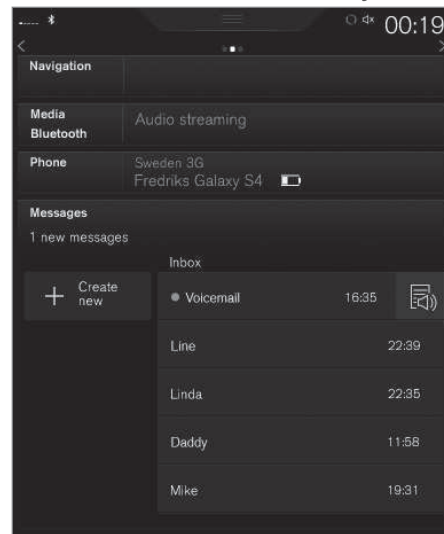 00:19
Navigation
Media
Bluetooth
Audio streaming
Phone
Sweden 3G
Fredriks Galaxy S4
Messages
1 new messages
Inbox
Create
new
Voicemail 16:35
Line 22:39
Linda 22:35
Daddy 11:58
Mike 19:31